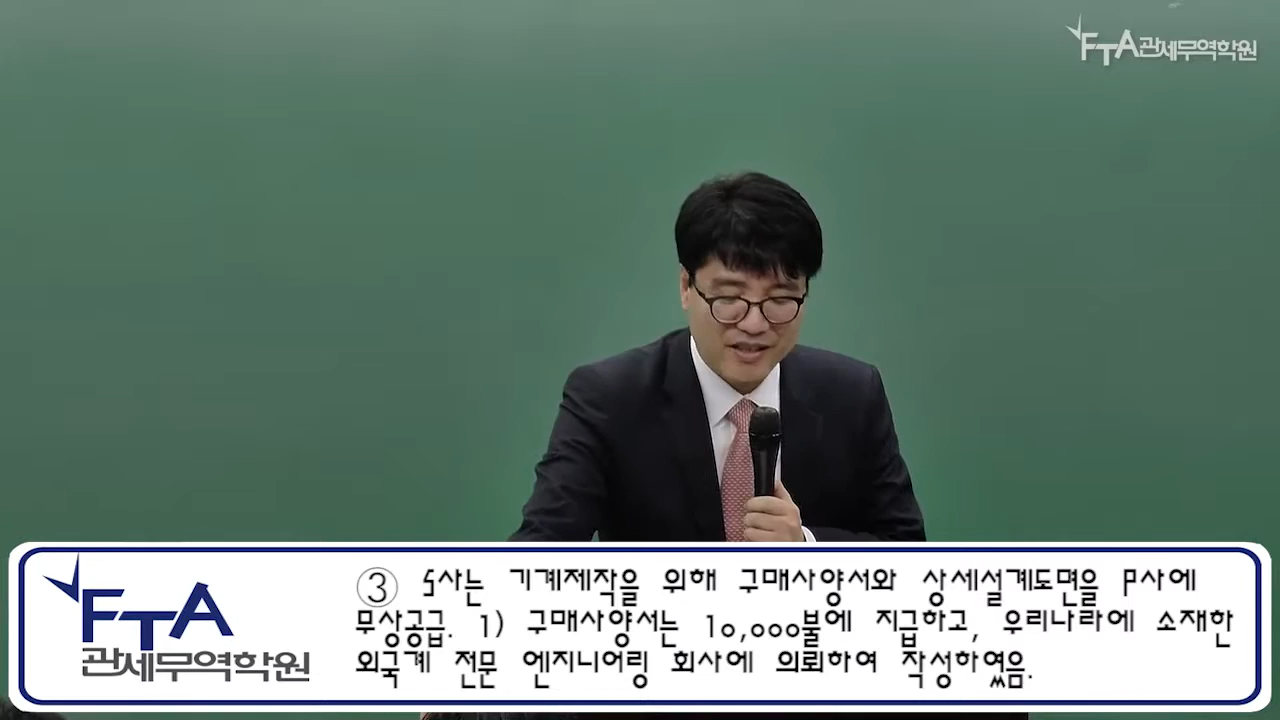 FTA관세무역학원
③ S사는 기계제작을 위해 구매사양서와 상세설계도면을 P사에
무상공급. 1) 구매사양서는 10,000불에 지급하고, 우리나라에 소재한
외국계 전문 엔지니어링 회사에 의뢰하여 작성하였음.
FTA
관세무역학원